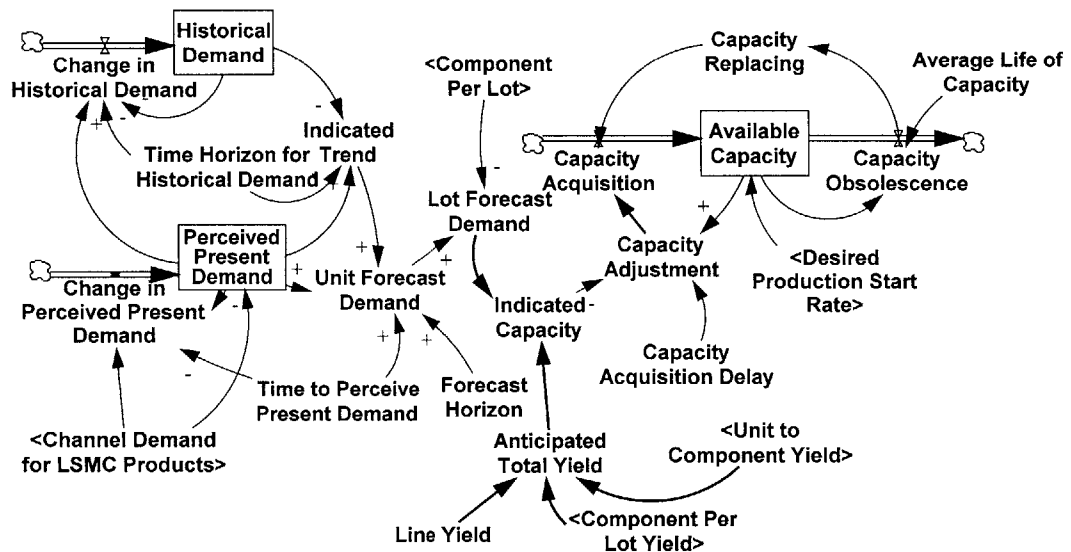 Historical
Demand
Change in
Historical Demand
-
+
-
-
<Component
Per Lot>
-
Capacity
Replacing
Average Life of
Capacity
Indicated
Trend
Time Horizon for
Historical Demand
+
+
Available
Capacity
Capacity
Acquisition
Capacity
Obsolescence
Lot Forecast
Demand
+
+
+
Perceived
Present
Demand
+
Change in
Perceived Present
Demand
-
-
Unit Forecast
Demand
+
+
Capacity
Adjustment
-
Indicated
Capacity
<Desired
Production Start
Rate>
Capacity
Acquisition Delay
Time to Perceive
Present Demand
Forecast
Horizon
<Channel Demand
for LSMC Products>
Anticipated
Total Yield
<Unit to
Component Yield>
Line Yield
<Component Per
Lot Yield>